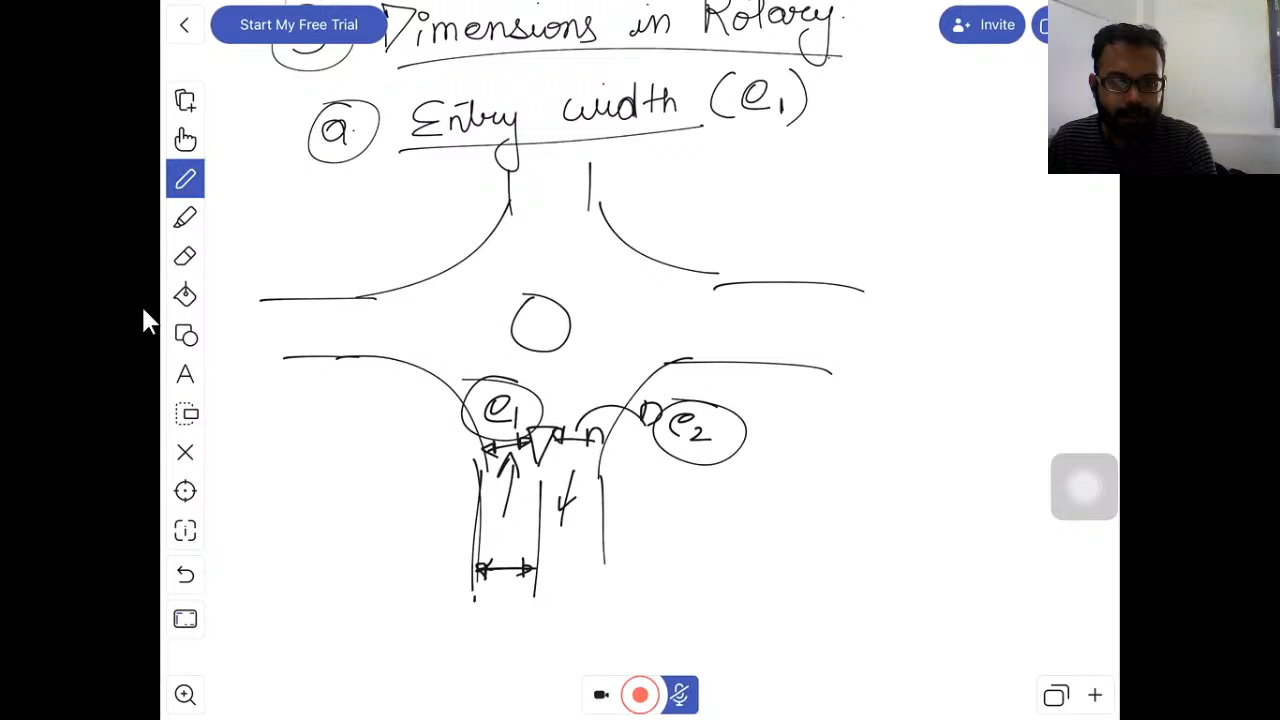 Start My Free Trial
Invite
Dimensions in Rotary.
a. Entry width (e1)
e1
e2
A